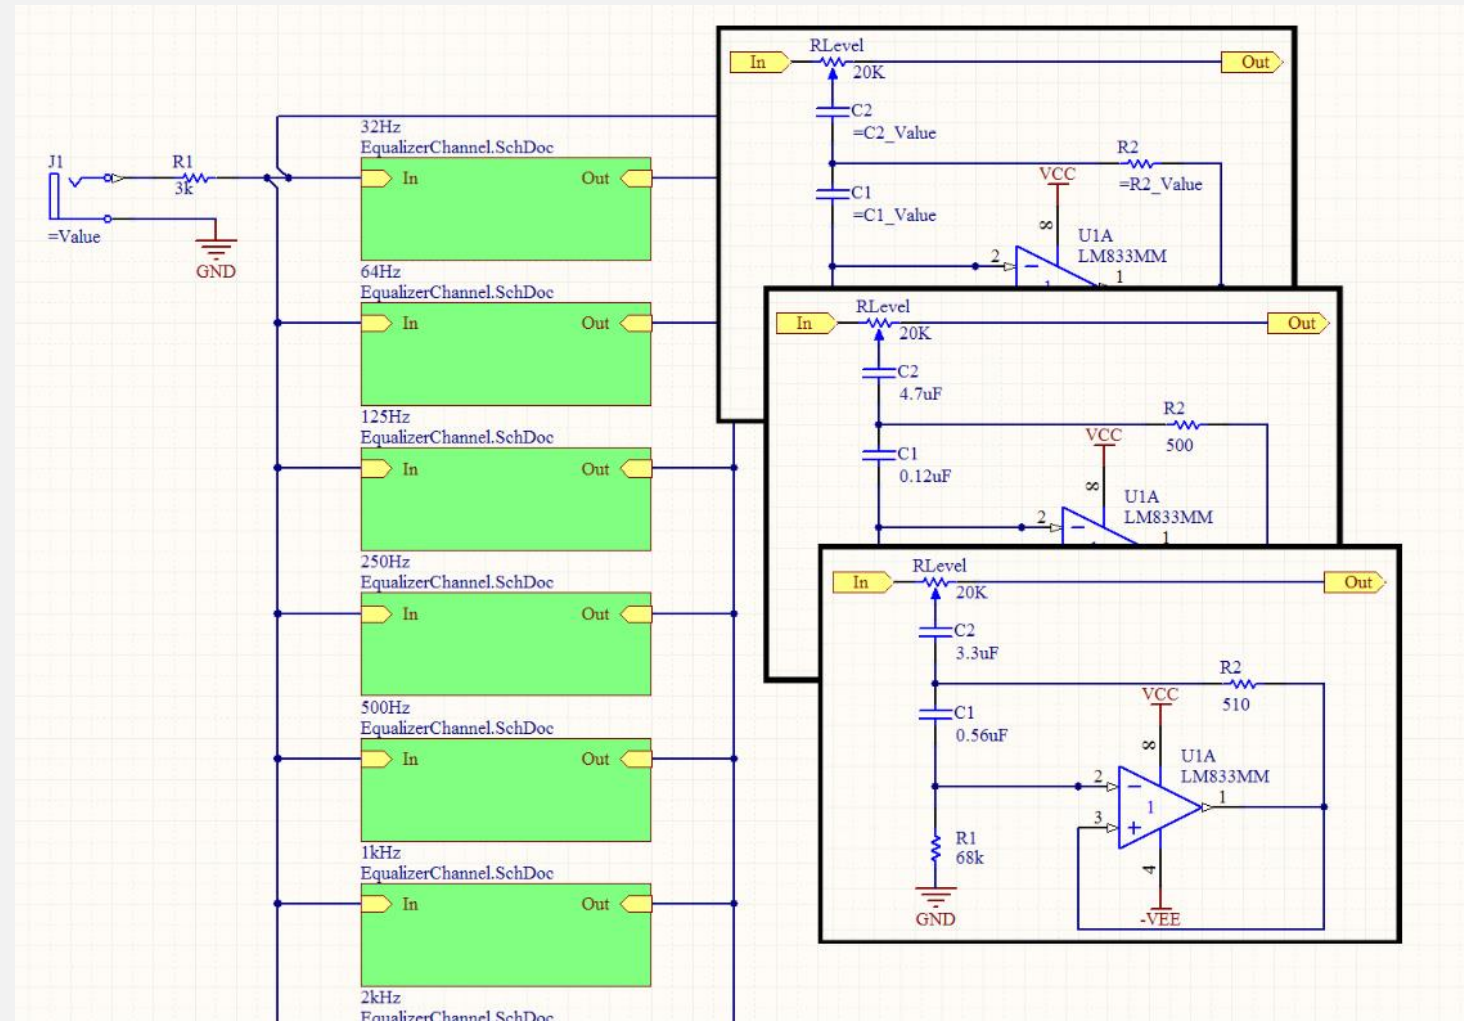 J1
R1
3k
=Value
GND
32Hz
EqualizerChannel.SchDoc
In
Out
64Hz
EqualizerChannel.SchDoc
In
Out
125Hz
EqualizerChannel.SchDoc
In
Out
250Hz
EqualizerChannel.SchDoc
In
Out
500Hz
EqualizerChannel.SchDoc
In
Out
1kHz
EqualizerChannel.SchDoc
In
Out
2kHz
EqualizerChannel.SchDoc
In
RLevel
20K
Out
C2
=C2_Value
R2
=R2_Value
C1
=C1_Value
VCC
8
U1A
LM833MM
2
1
1
In
RLevel
20K
Out
C2
4.7uF
R2
500
C1
0.12uF
VCC
8
U1A
LM833MM
2
1
In
RLevel
20K
Out
C2
3.3uF
R2
510
C1
0.56uF
VCC
8
U1A
LM833MM
2
1
1
3
R1
68k
4
GND
-VEE